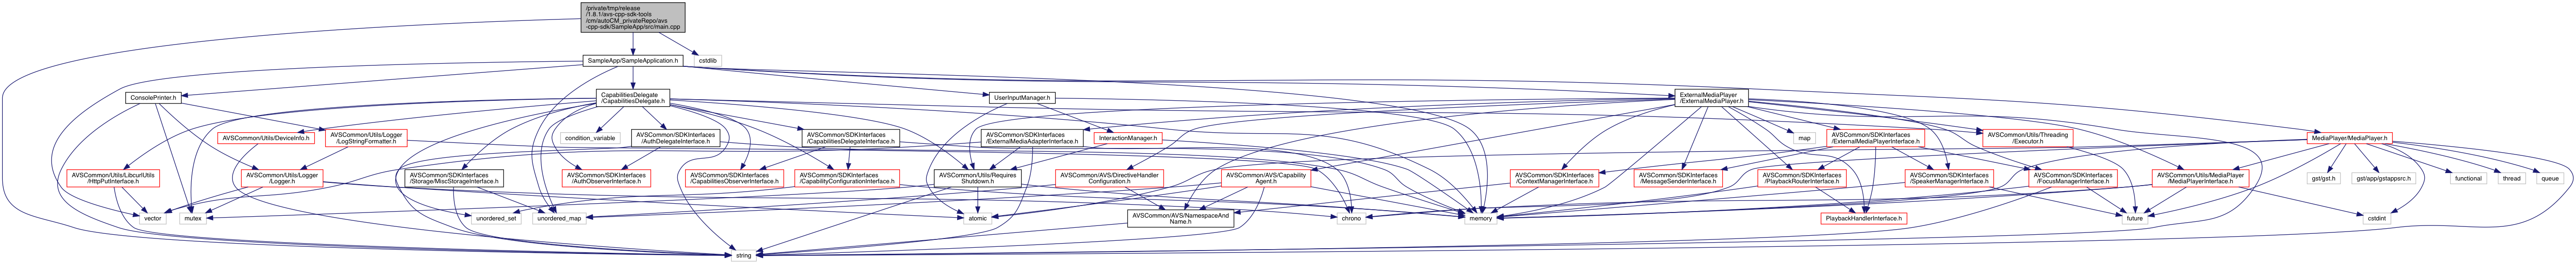 /private/tmp/release
/1.8.1/avs-cpp-sdk-tools
/cm/autoCM_privateRepo/avs
-cpp-sdk/SampleApp/src/main.cpp
SampleApp/SampleApplication.h
cstdlib
ConsolePrinter.h
CapabilitiesDelegate
/CapabilitiesDelegate.h
UserInputManager.h
ExternalMediaPlayer
/ExternalMediaPlayer.h
AVSCommon/Utils/DeviceInfo.h
AVSCommon/Utils/Logger
/LogStringFormatter.h
condition_variable
AVSCommon/SDKInterfaces
/AuthDelegateInterface.h
AVSCommon/SDKInterfaces
/CapabilitiesDelegateInterface.h
AVSCommon/SDKInterfaces
/ExternalMediaAdapterInterface.h
InteractionManager.h
map
AVSCommon/SDKInterfaces
/ExternalMediaPlayerInterface.h
AVSCommon/Utils/Threading
/Executor.h
MediaPlayer/MediaPlayer.h
AVSCommon/Utils/LibcurlUtils
/HttpPutInterface.h
AVSCommon/Utils/Logger
/Logger.h
AVSCommon/SDKInterfaces
/Storage/MiscStorageInterface.h
AVSCommon/SDKInterfaces
/AuthObserverInterface.h
AVSCommon/SDKInterfaces
/CapabilitiesObserverInterface.h
AVSCommon/SDKInterfaces
/CapabilityConfigurationInterface.h
AVSCommon/Utils/Requires
Shutdown.h
AVSCommon/AVS/DirectiveHandler
Configuration.h
AVSCommon/AVS/Capability
Agent.h
AVSCommon/SDKInterfaces
/ContextManagerInterface.h
AVSCommon/SDKInterfaces
/MessageSenderInterface.h
AVSCommon/SDKInterfaces
/PlaybackRouterInterface.h
AVSCommon/SDKInterfaces
/SpeakerManagerInterface.h
AVSCommon/SDKInterfaces
/FocusManagerInterface.h
AVSCommon/Utils/MediaPlayer
/MediaPlayerInterface.h
gst/gst.h
gst/app/gstappsrc.h
functional
thread
queue
vector
mutex
unordered_set
unordered_map
atomic
AVSCommon/AVS/NamespaceAnd
Name.h
chrono
memory
PlaybackHandlerInterface.h
future
cstdint
string